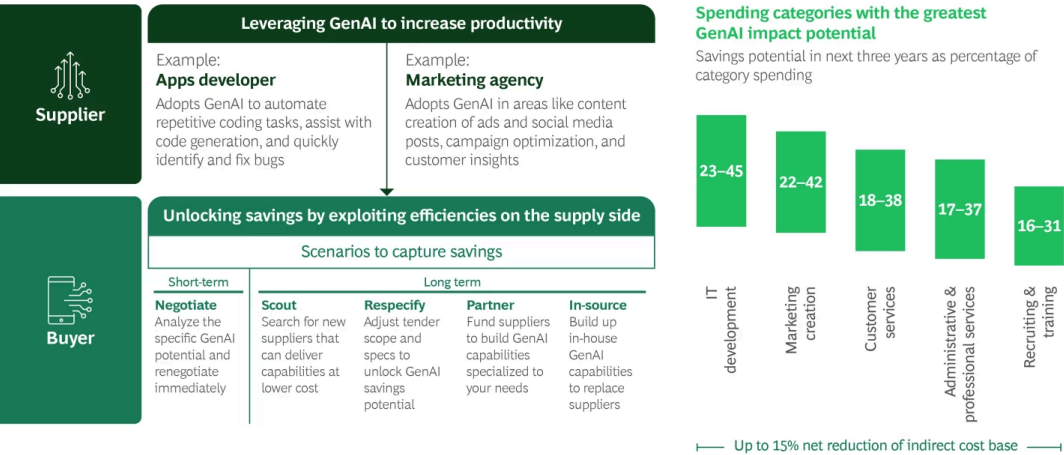 Supplier
Leveraging GenAI to increase productivity
Example:
Apps developer
Adopts GenAI to automate
repetitive coding tasks, assist with
code generation, and quickly
identify and fix bugs
Example:
Marketing agency
Adopts GenAI in areas like content
creation of ads and social media
posts, campaign optimization, and
customer insights
Buyer
Unlocking savings by exploiting efficiencies on the supply side
Scenarios to capture savings
Short-term
Negotiate
Analyze the
specific GenAI
potential and
renegotiate
immediately
Long term
Scout
Search for new
suppliers that
can deliver
capabilities at
lower cost
Respecify
Adjust tender
scope and
specs to
unlock GenAI
savings
potential
Partner
Fund suppliers
to build GenAI
capabilities
specialized to
your needs
In-source
Build up
in-house
GenAI
capabilities
to replace
suppliers
Spending categories with the greatest
GenAI impact potential
Savings potential in next three years as percentage of
category spending
23–45
22–42
18–38
17–37
16–31
IT
development
Marketing
creation
Customer
services
Administrative &
professional services
Recruiting &
training
Up to 15% net reduction of indirect cost base